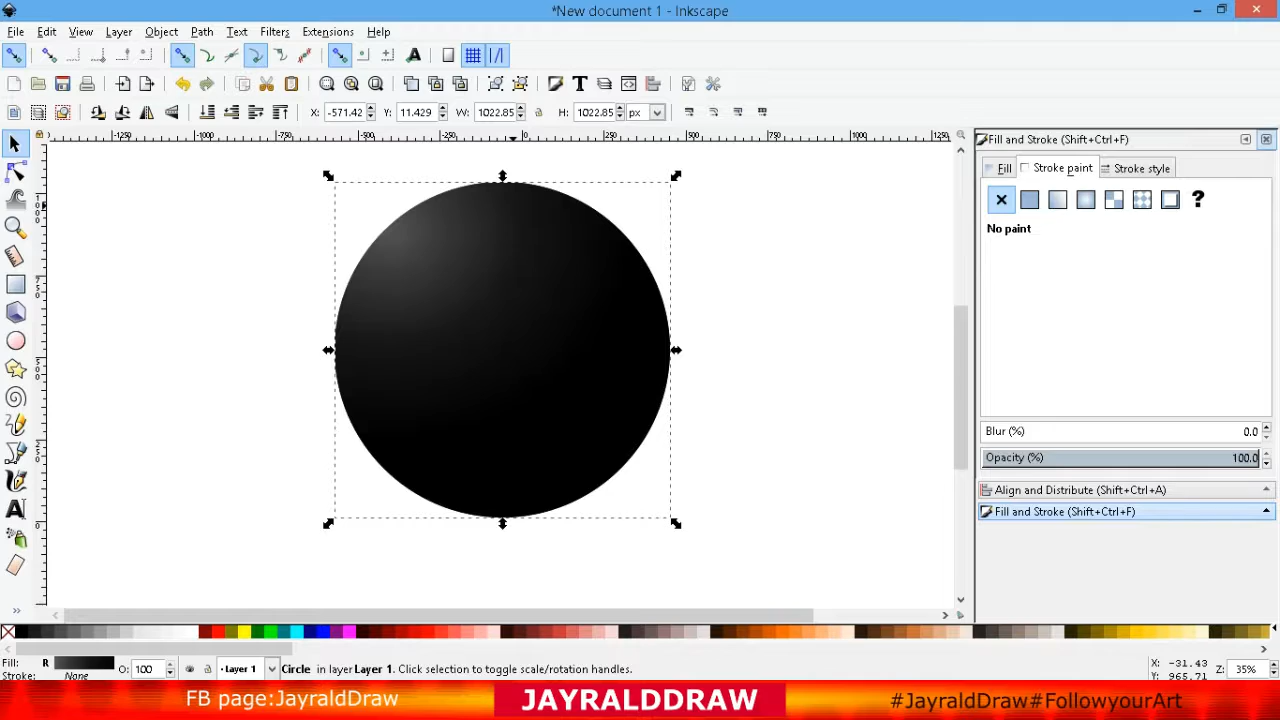 *New document 1 - Inkscape
File Edit View Layer Object Path Text Filters Extensions Help
X: -571.42 Y: 11.429 W: 1022.85 H: 1022.85 px
Fill and Stroke (Shift+Ctrl+F)
Fill Stroke paint Stroke style
No paint
Blur (%) 0.0
Opacity (%) 100.0
Align and Distribute (Shift+Ctrl+A)
Fill and Stroke (Shift+Ctrl+F)
Fill: R O: 100 Layer 1 Circle in layer Layer 1. Click selection to toggle scale/rotation handles. X: -31.43 Z: 35%
Stroke: None Y: 965.71
FB page:JayraldDraw JAYRALDDRAW #JayraldDraw#FollowyourArt